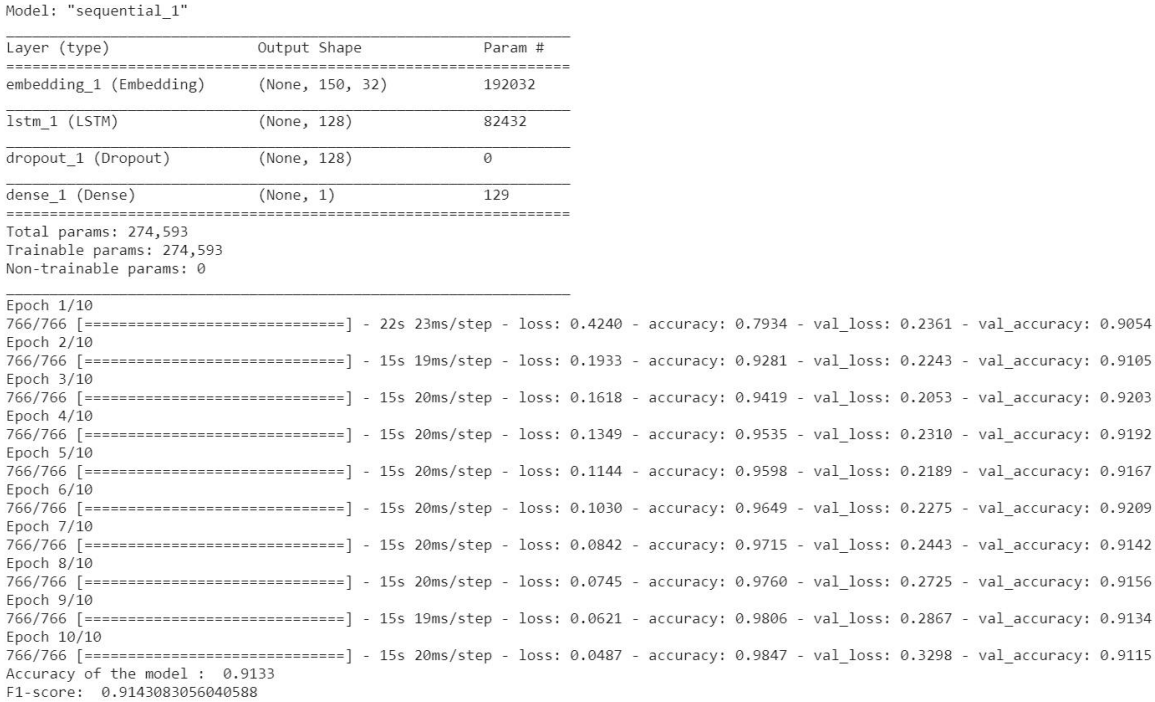 Model: "sequential_1"
_________________________________________________________________
Layer (type)                 Output Shape              Param #
=================================================================
embedding_1 (Embedding)      (None, 150, 32)           192032
_________________________________________________________________
lstm_1 (LSTM)                (None, 128)               82432
_________________________________________________________________
dropout_1 (Dropout)          (None, 128)               0
_________________________________________________________________
dense_1 (Dense)              (None, 1)                 129
=================================================================
Total params: 274,593
Trainable params: 274,593
Non-trainable params: 0
_________________________________________________________________
Epoch 1/10
766/766 [==============================] - 22s 23ms/step - loss: 0.4240 - accuracy: 0.7934 - val_loss: 0.2361 - val_accuracy: 0.9054
Epoch 2/10
766/766 [==============================] - 15s 19ms/step - loss: 0.1933 - accuracy: 0.9281 - val_loss: 0.2243 - val_accuracy: 0.9105
Epoch 3/10
766/766 [==============================] - 15s 20ms/step - loss: 0.1618 - accuracy: 0.9419 - val_loss: 0.2053 - val_accuracy: 0.9203
Epoch 4/10
766/766 [==============================] - 15s 20ms/step - loss: 0.1349 - accuracy: 0.9535 - val_loss: 0.2310 - val_accuracy: 0.9192
Epoch 5/10
766/766 [==============================] - 15s 20ms/step - loss: 0.1144 - accuracy: 0.9598 - val_loss: 0.2189 - val_accuracy: 0.9167
Epoch 6/10
766/766 [==============================] - 15s 20ms/step - loss: 0.1030 - accuracy: 0.9649 - val_loss: 0.2275 - val_accuracy: 0.9209
Epoch 7/10
766/766 [==============================] - 15s 20ms/step - loss: 0.0842 - accuracy: 0.9715 - val_loss: 0.2443 - val_accuracy: 0.9142
Epoch 8/10
766/766 [==============================] - 15s 20ms/step - loss: 0.0745 - accuracy: 0.9760 - val_loss: 0.2725 - val_accuracy: 0.9156
Epoch 9/10
766/766 [==============================] - 15s 19ms/step - loss: 0.0621 - accuracy: 0.9806 - val_loss: 0.2867 - val_accuracy: 0.9134
Epoch 10/10
766/766 [==============================] - 15s 20ms/step - loss: 0.0487 - accuracy: 0.9847 - val_loss: 0.3298 - val_accuracy: 0.9115
Accuracy of the model :  0.9133
F1-score:  0.9143083056040588